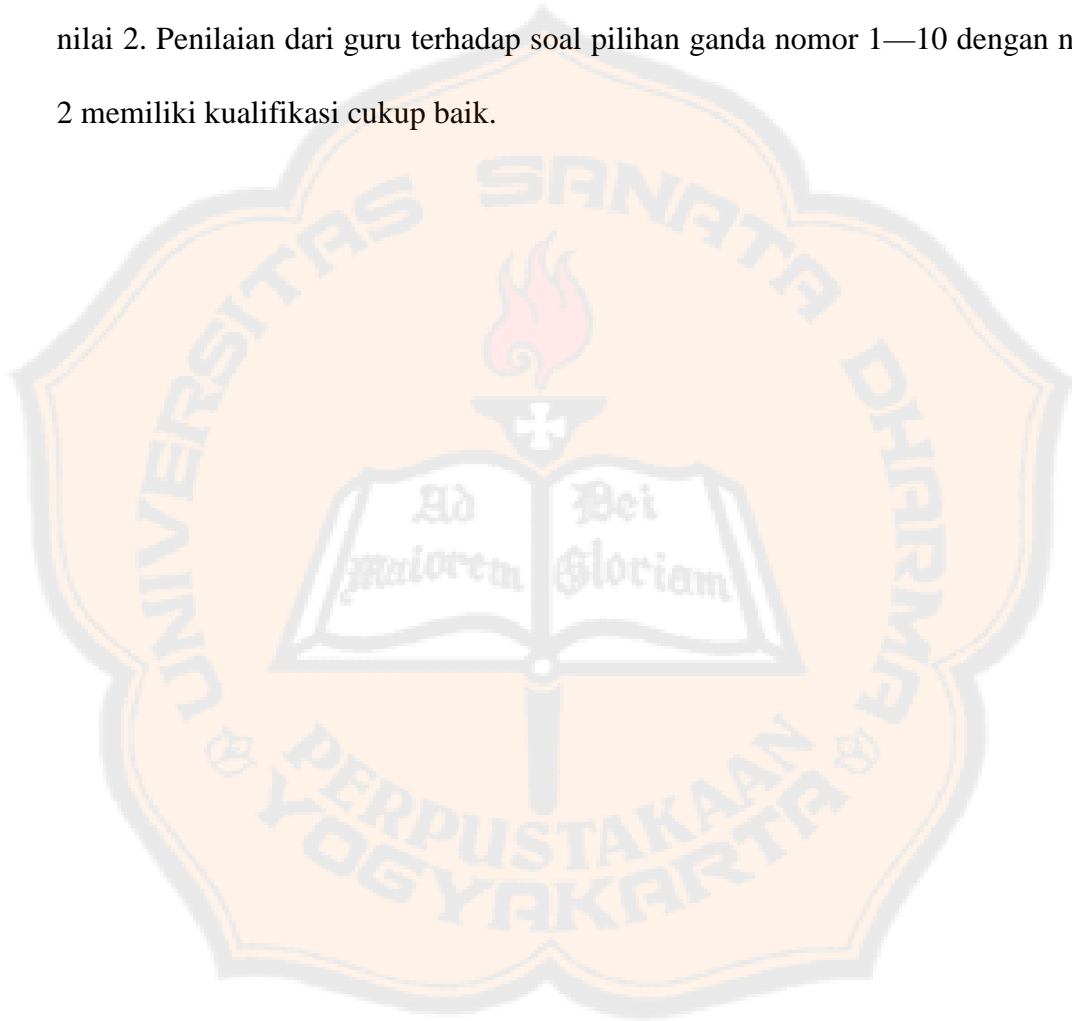 nilai 2. Penilaian dari guru terhadap soal pilihan ganda nomor 1—10 dengan n
2 memiliki kualifikasi cukup baik.
UNIVERSITAS SANATA DHARMA
Ad Dei
Maiorem Gloriam
PERPUSTAKAAN
YOGYAKARTA